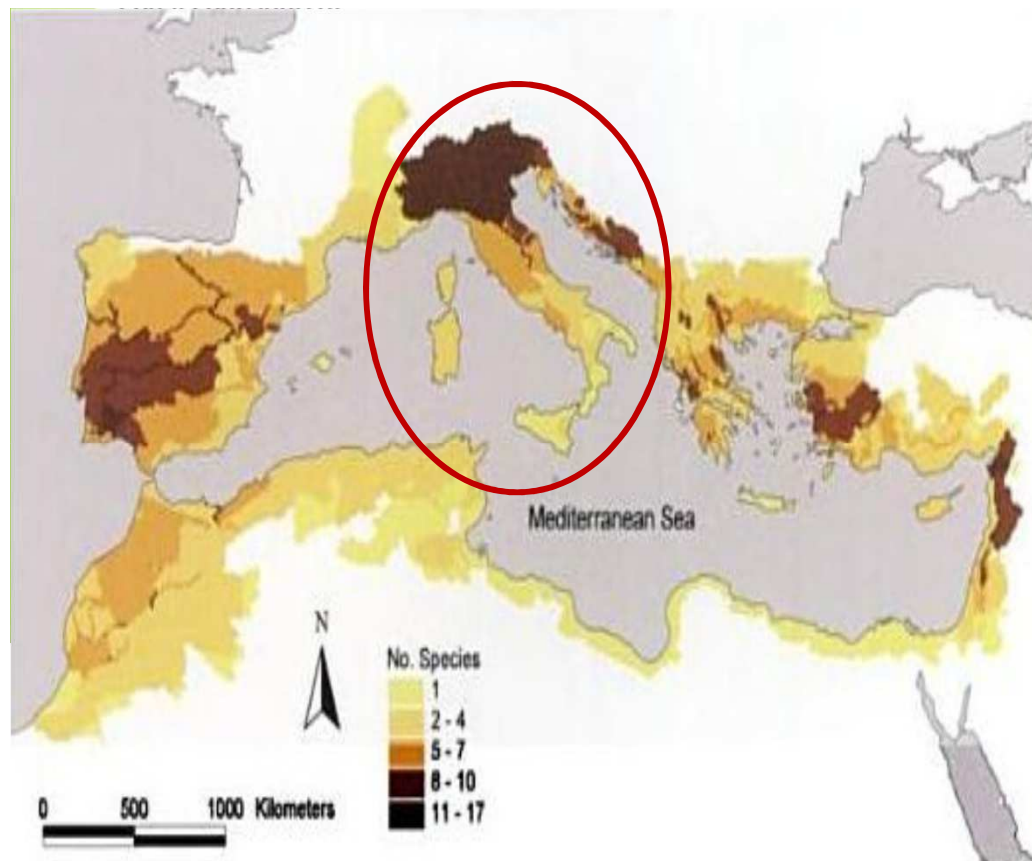 Mediterranean Sea
N
No. Species
1
2 - 4
5 - 7
8 - 10
11 - 17
0 500 1000 Kilometers